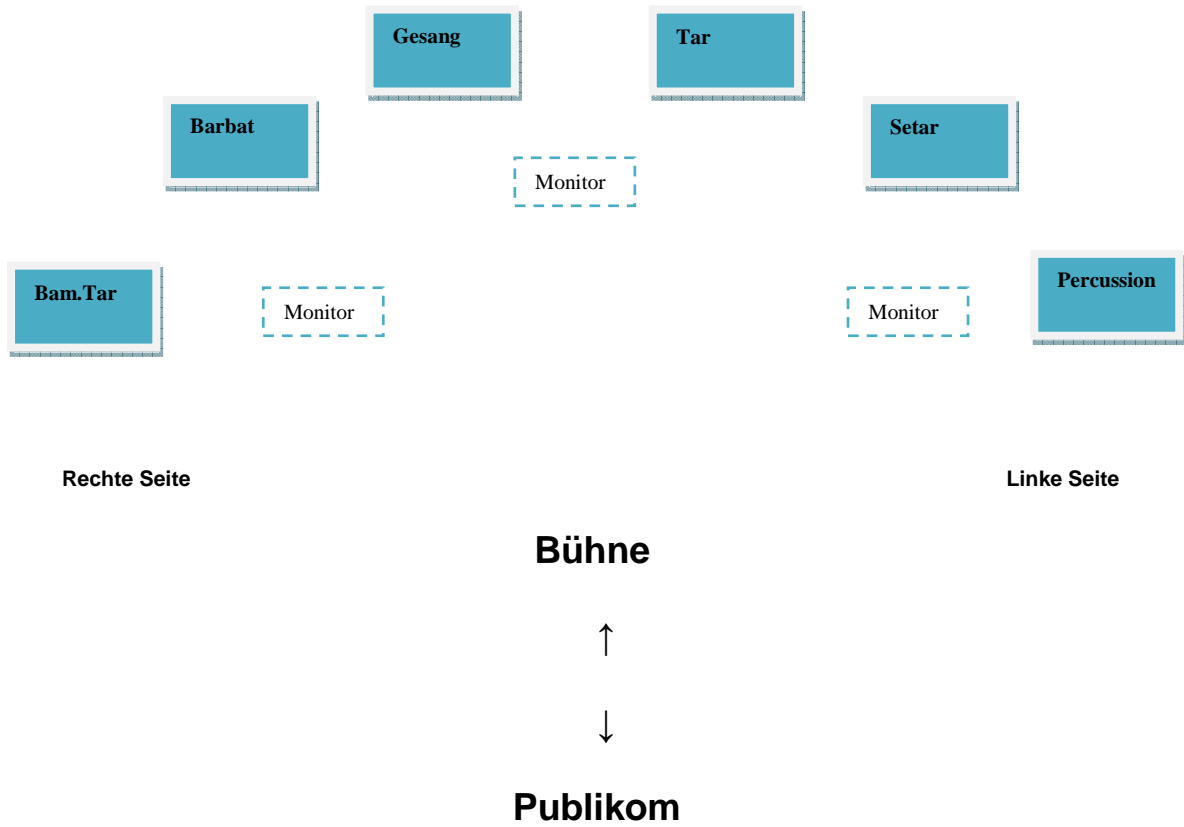 Gesang
Tar
Barbat
Setar
Monitor
Bam.Tar
Monitor
Monitor
Percussion
Rechte Seite
Linke Seite
Bühne
↑
↓
Publikom